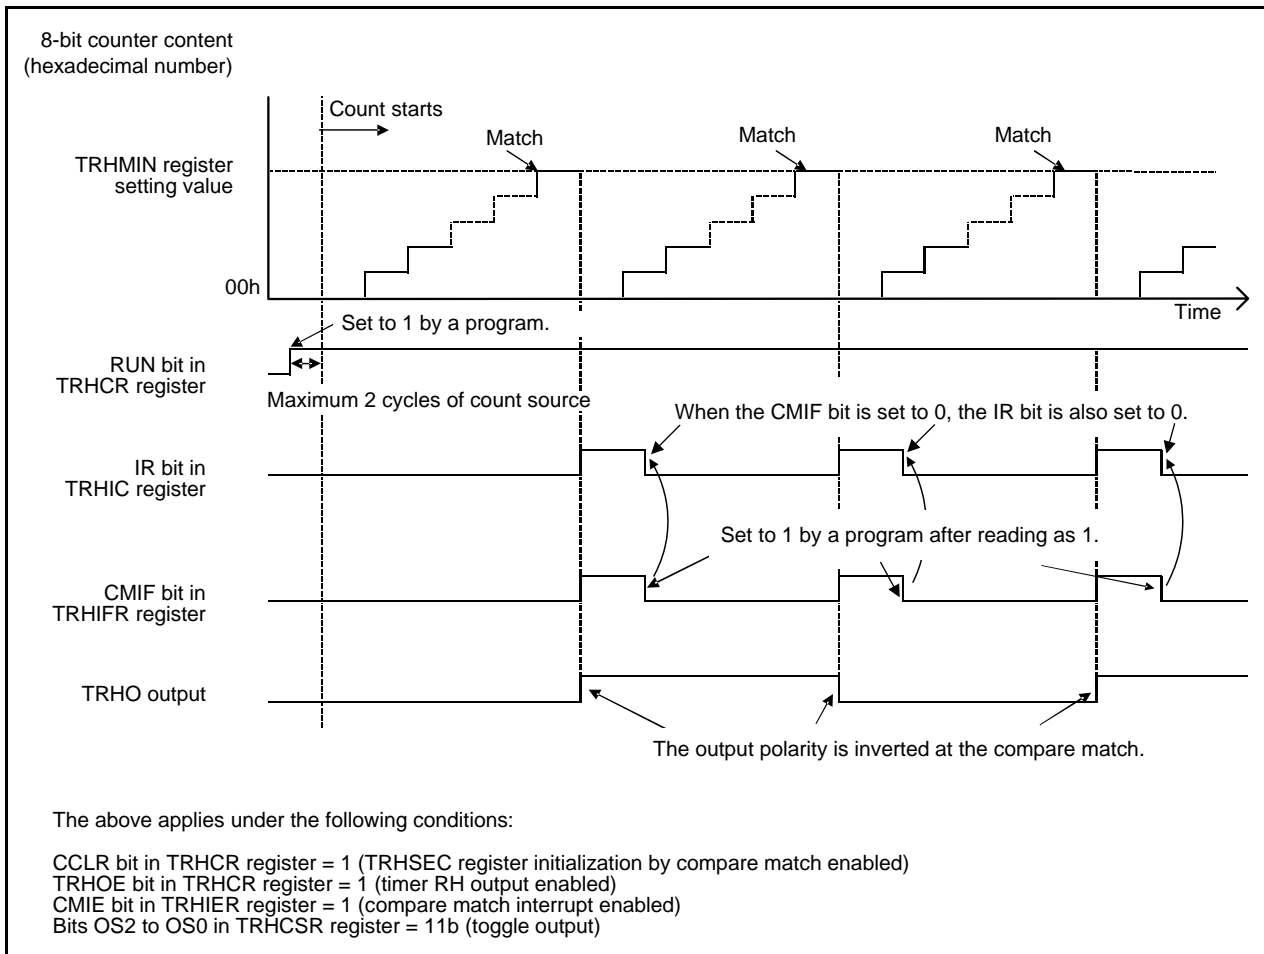 8-bit counter content
(hexadecimal number)
Count starts
Match
Match
Match
TRHMIN register
setting value
00h
Time
Set to 1 by a program.
RUN bit in
TRHCR register
Maximum 2 cycles of count source
When the CMIF bit is set to 0, the IR bit is also set to 0.
IR bit in
TRHIC register
Set to 1 by a program after reading as 1.
CMIF bit in
TRHIFR register
TRHO output
The output polarity is inverted at the compare match.
The above applies under the following conditions:
CCLR bit in TRHCR register = 1 (TRHSEC register initialization by compare match enabled)
TRHOE bit in TRHCR register = 1 (timer RH output enabled)
CMIE bit in TRHIER register = 1 (compare match interrupt enabled)
Bits OS2 to OS0 in TRHCSR register = 11b (toggle output)